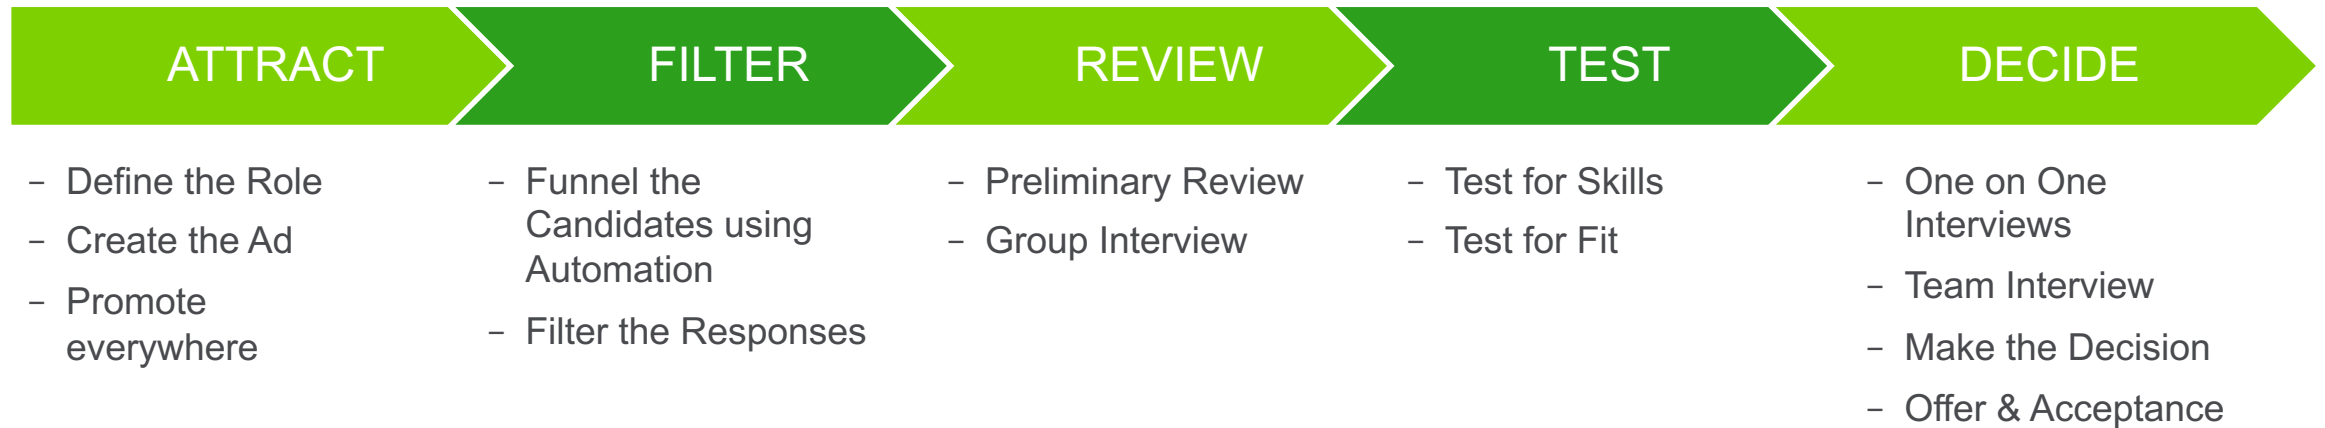 ATTRACT
FILTER
REVIEW
TEST
DECIDE
– Define the Role
– Create the Ad
– Promote
everywhere
– Funnel the
Candidates using
Automation
– Filter the Responses
– Preliminary Review
– Group Interview
– Test for Skills
– Test for Fit
– One on One
Interviews
– Team Interview
– Make the Decision
– Offer & Acceptance